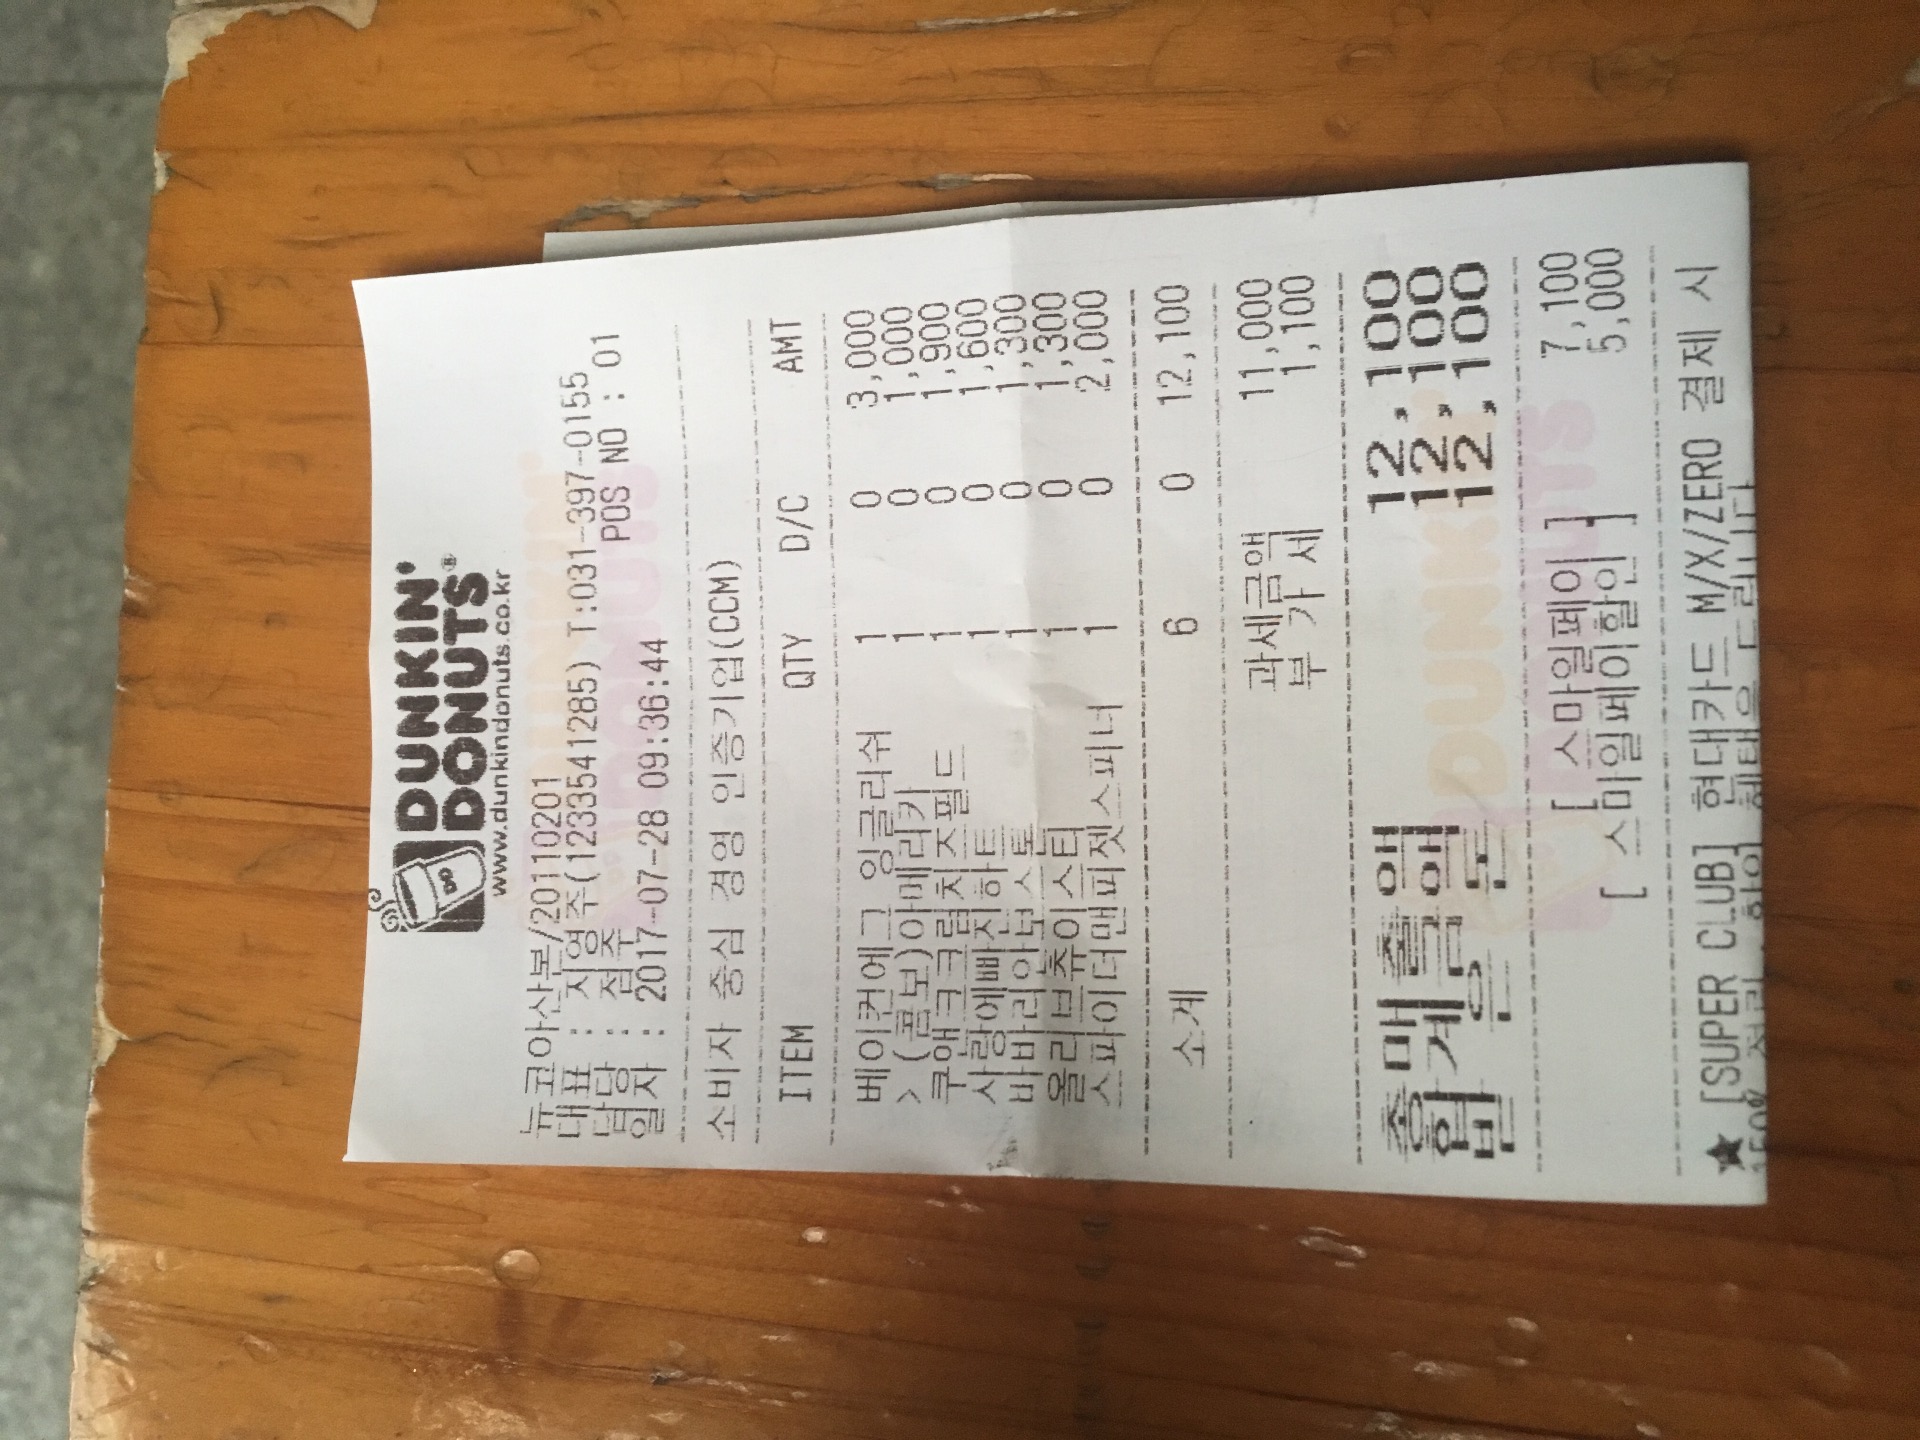 DUNKIN'
DONUTS®
www.dunkindonuts.co.kr
뉴코아산본/20110201
대표 : 지영주(1233541285) T:031-397-0155
담당 : 점주 POS NO : 01
일자 : 2017-07-28 09:36:44
소비자 중심 경영 인증기업(CCM)
ITEM QTY D/C AMT
베이컨에그 잉글리쉬 1 0 3,000
>(콤보)아메리카 1 0 1,000
쿠앤크크림치즈필드 1 0 1,900
사랑에빠진하트 1 0 1,600
바바리안보스톤 1 0 1,300
올리브츄이스티 1 0 1,300
스파이더맨피젯스피너 1 0 2,000
소계 6 0 12,100
과세금액 11,000
부 가 세 1,100
총 매 출 액 12,100
합계금액 12,100
받 은 돈 12,100
[ 스마일페이 ] 7,100
[ 스마일페이할인 ] 5,000
★ [SUPER CLUB] 현대카드 M/X/ZERO 결제 시